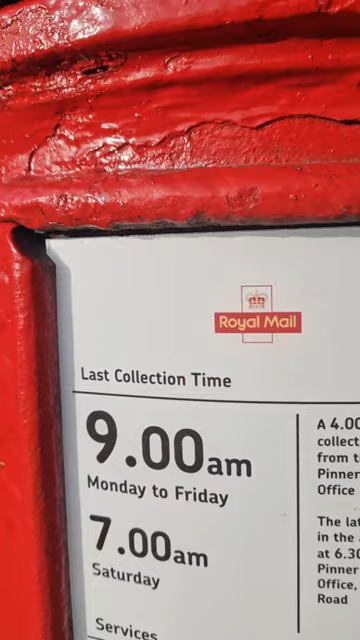 Royal Mail
Last Collection Time
9.00am
Monday to Friday
7.00am
Saturday
Services
A 4.00
collect
from t
Pinner
Office
The lat
in the
at 6.30
Pinner
Office,
Road